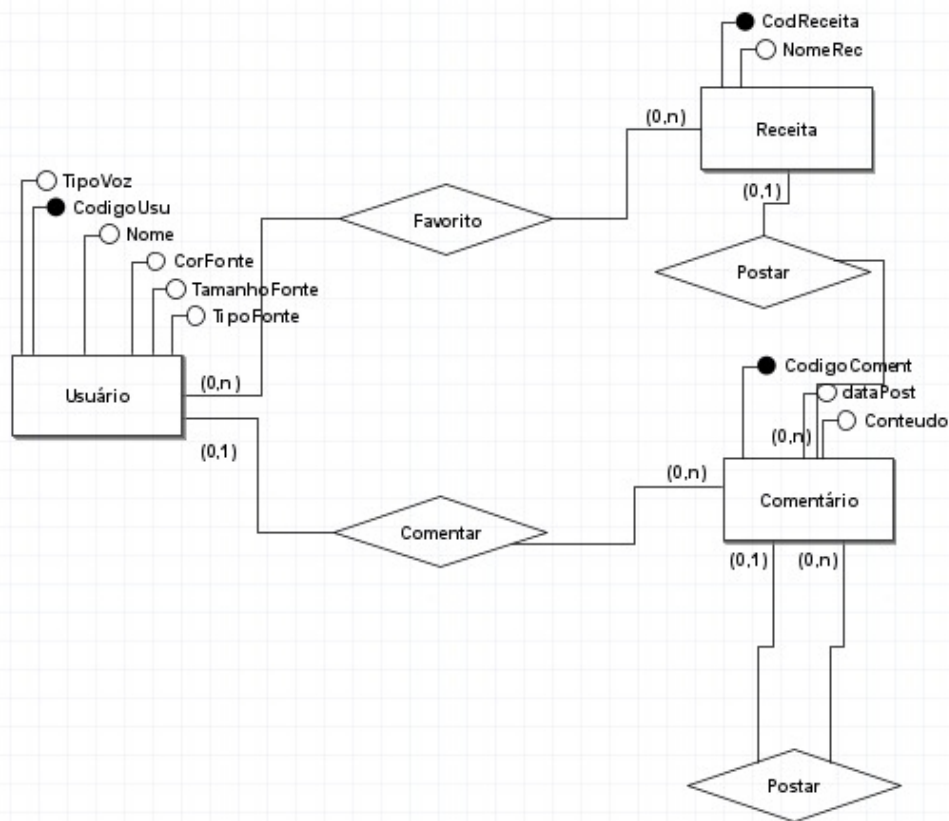 CodReceita
NomeRec
(0,n)
Receita
TipoVoz
(0,1)
CodigoUsu
Favorito
Nome
CorFonte
Postar
TamanhoFonte
TipoFonte
CodigoComent
(0,n)
Usuário
dataPost
Conteudo
(0,n)
(0,1)
(0,n)
Comentário
Comentar
(0,1)
(0,n)
Postar